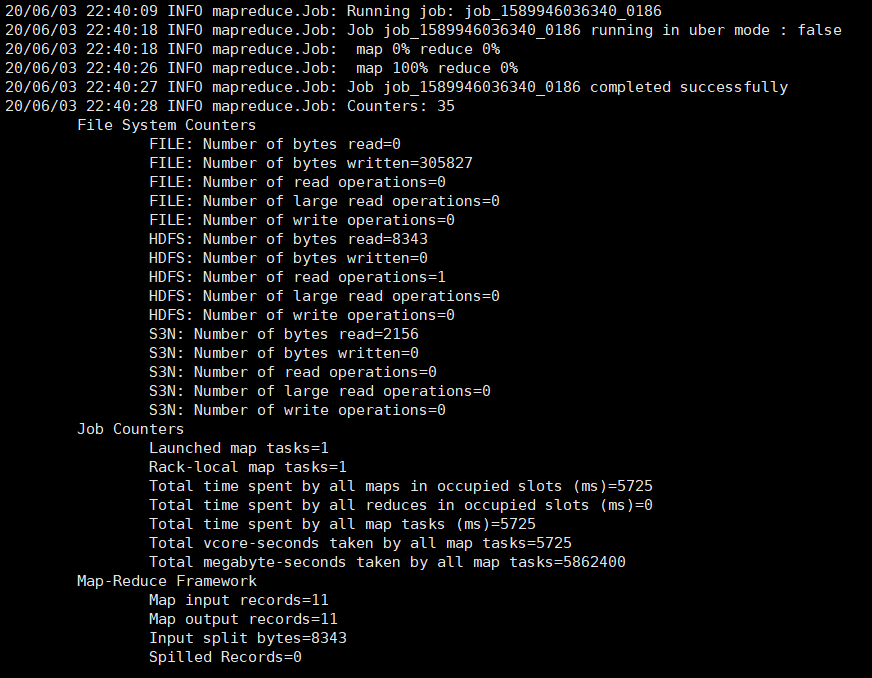 20/06/03 22:40:09 INFO mapreduce.Job: Running job: job_1589946036340_0186
20/06/03 22:40:18 INFO mapreduce.Job: Job job_1589946036340_0186 running in uber mode : false
20/06/03 22:40:18 INFO mapreduce.Job:  map 0% reduce 0%
20/06/03 22:40:26 INFO mapreduce.Job:  map 100% reduce 0%
20/06/03 22:40:27 INFO mapreduce.Job: Job job_1589946036340_0186 completed successfully
20/06/03 22:40:28 INFO mapreduce.Job: Counters: 35
File System Counters
FILE: Number of bytes read=0
FILE: Number of bytes written=305827
FILE: Number of read operations=0
FILE: Number of large read operations=0
FILE: Number of write operations=0
HDFS: Number of bytes read=8343
HDFS: Number of bytes written=0
HDFS: Number of read operations=1
HDFS: Number of large read operations=0
HDFS: Number of write operations=0
S3N: Number of bytes read=2156
S3N: Number of bytes written=0
S3N: Number of read operations=0
S3N: Number of large read operations=0
S3N: Number of write operations=0
Job Counters
Launched map tasks=1
Rack-local map tasks=1
Total time spent by all maps in occupied slots (ms)=5725
Total time spent by all reduces in occupied slots (ms)=0
Total time spent by all map tasks (ms)=5725
Total vcore-seconds taken by all map tasks=5725
Total megabyte-seconds taken by all map tasks=5862400
Map-Reduce Framework
Map input records=11
Map output records=11
Input split bytes=8343
Spilled Records=0